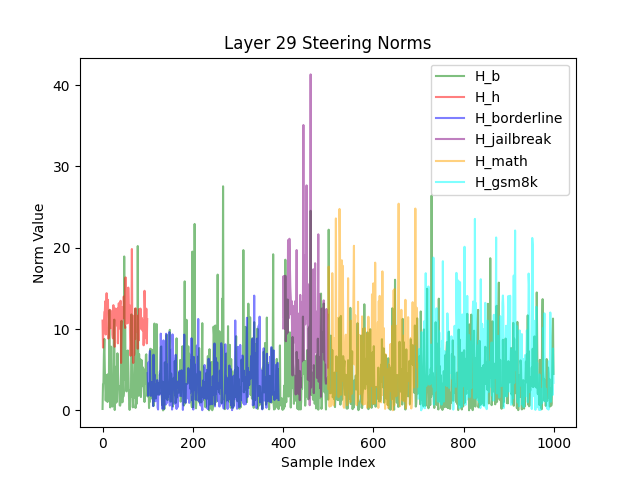 Layer 29 Steering Norms
H_b
H_h
H_borderline
H_jailbreak
H_math
H_gsm8k
Norm Value
40
30
20
10
0
0 200 400 600 800 1000
Sample Index